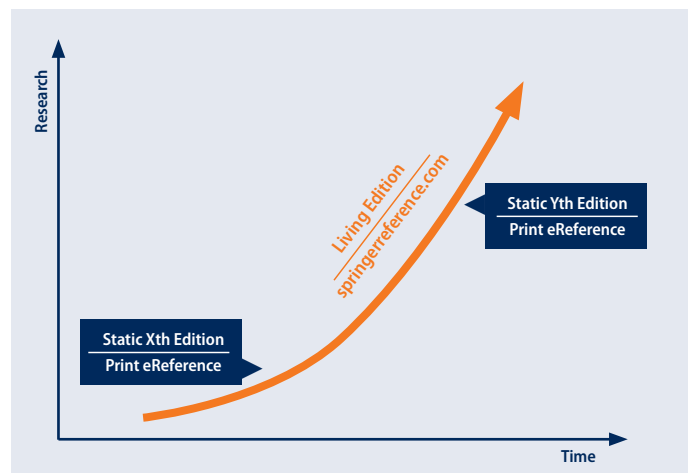 Research
Living Edition
springerreference.com
Static Yth Edition
Print eReference
Static Xth Edition
Print eReference
Time